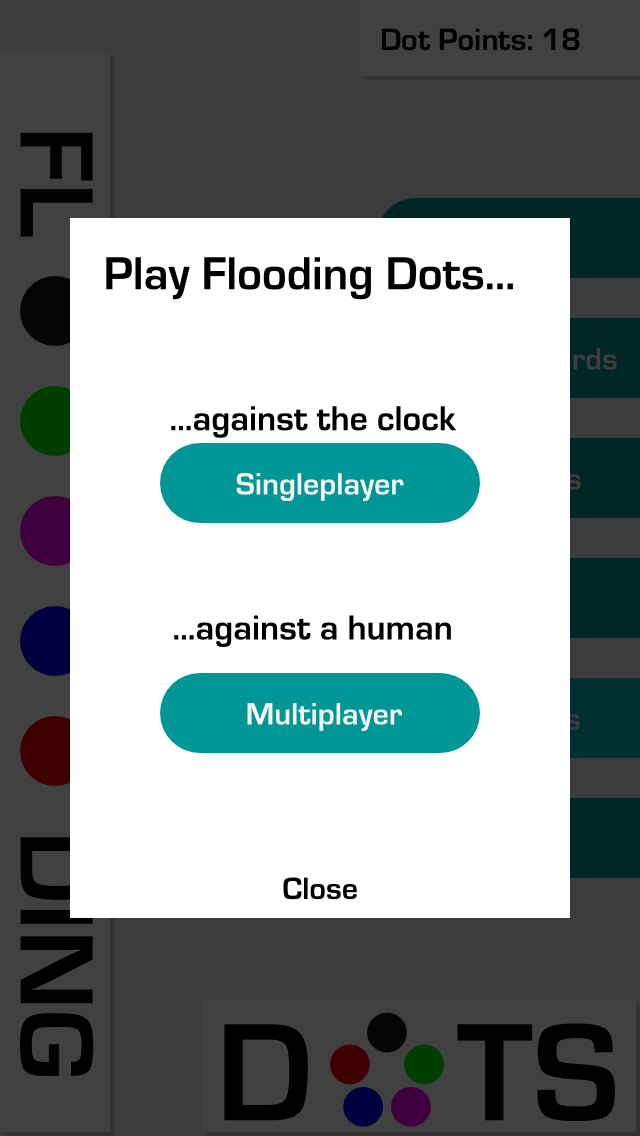 Dot Points: 18
FL
DING
Play Flooding Dots...
...against the clock
Singleplayer
...against a human
Multiplayer
Close
rds
s
s
D TS